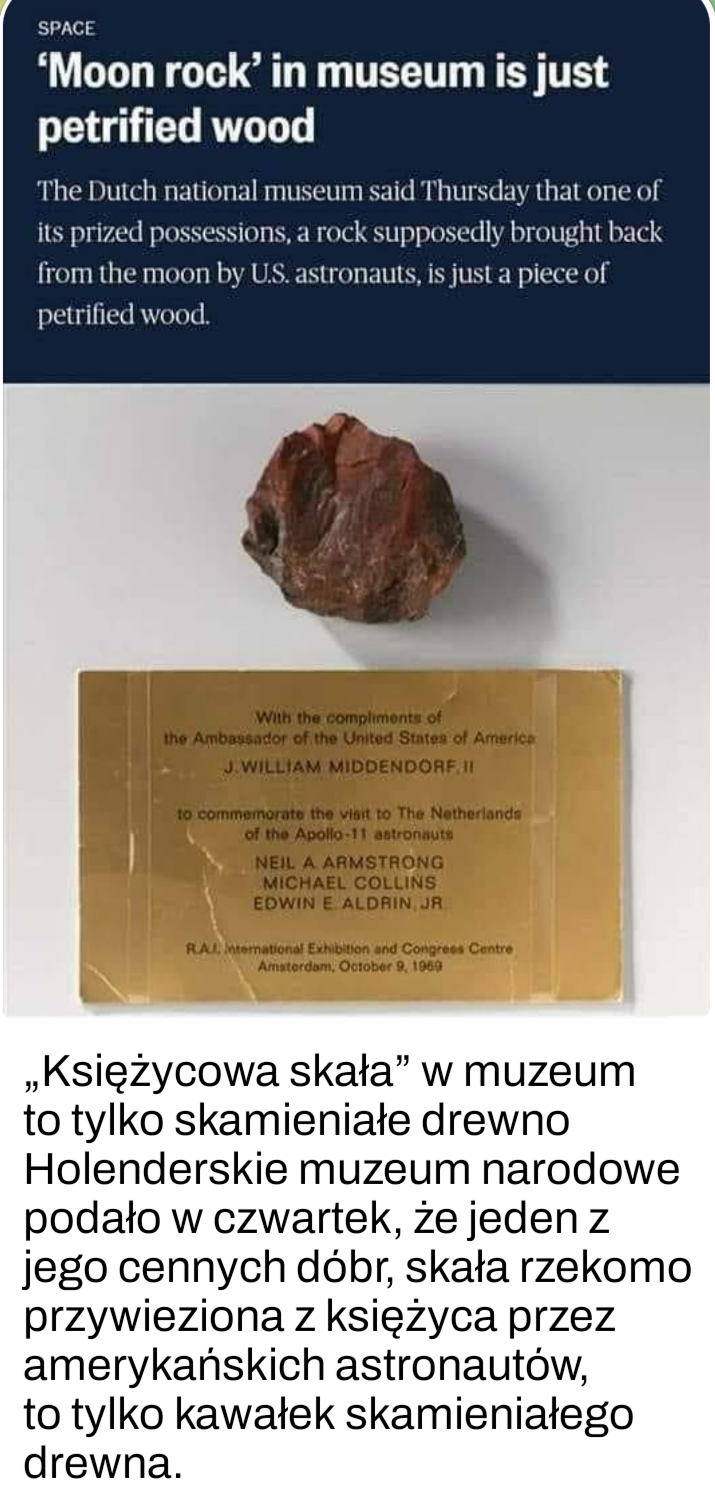 SPACE
‘Moon rock’ in museum is just
petrified wood
The Dutch national museum said Thursday that one of
its prized possessions, a rock supposedly brought back
from the moon by U.S. astronauts, is just a piece of
petrified wood.
With the compliments of
the Ambassador of the United States of America
J. WILLIAM MIDDENDORF, II
to commemorate the visit to The Netherlands
of the Apollo-11 astronauts
NEIL A. ARMSTRONG
MICHAEL COLLINS
EDWIN E. ALDRIN, JR.
R.A.I. International Exhibition and Congress Centre
Amsterdam, October 9, 1969
„Księżycowa skała” w muzeum
to tylko skamieniałe drewno
Holenderskie muzeum narodowe
podało w czwartek, że jeden z
jego cennych dóbr, skała rzekomo
przywieziona z księżyca przez
amerykańskich astronautów,
to tylko kawałek skamieniałego
drewna.